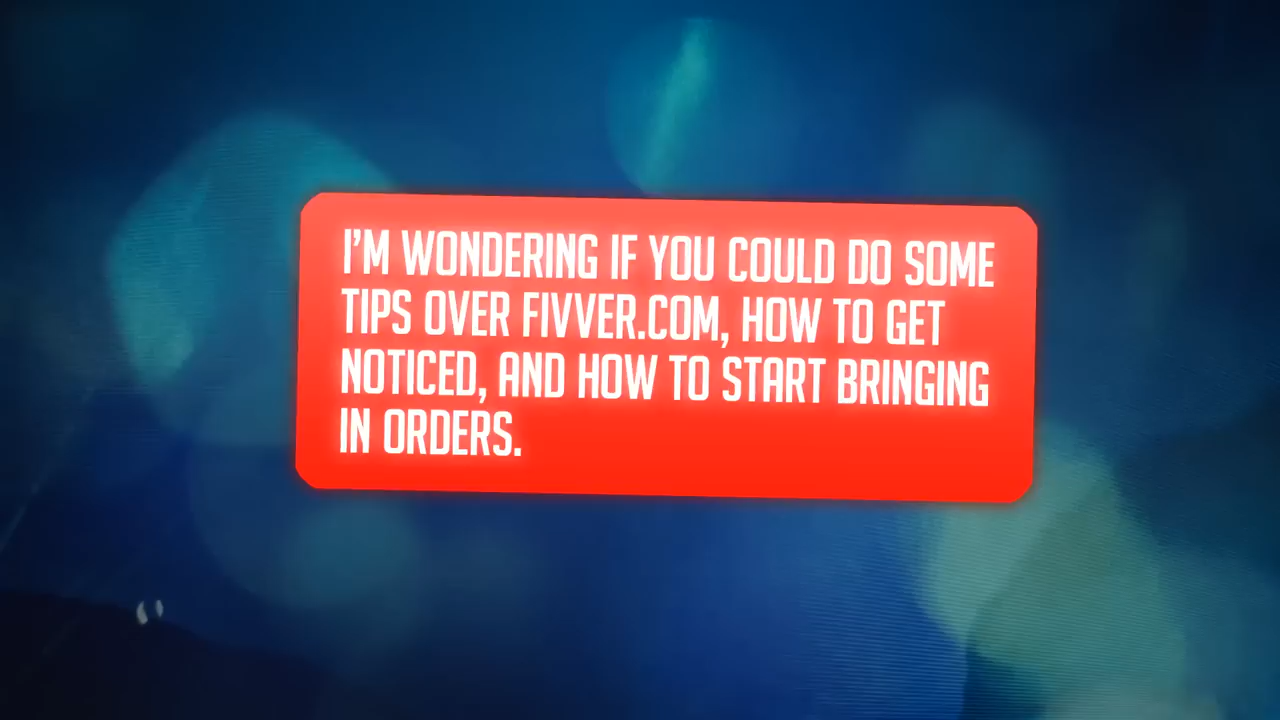 I'M WONDERING IF YOU COULD DO SOME
TIPS OVER FIVVER.COM, HOW TO GET
NOTICED, AND HOW TO START BRINGING
IN ORDERS.